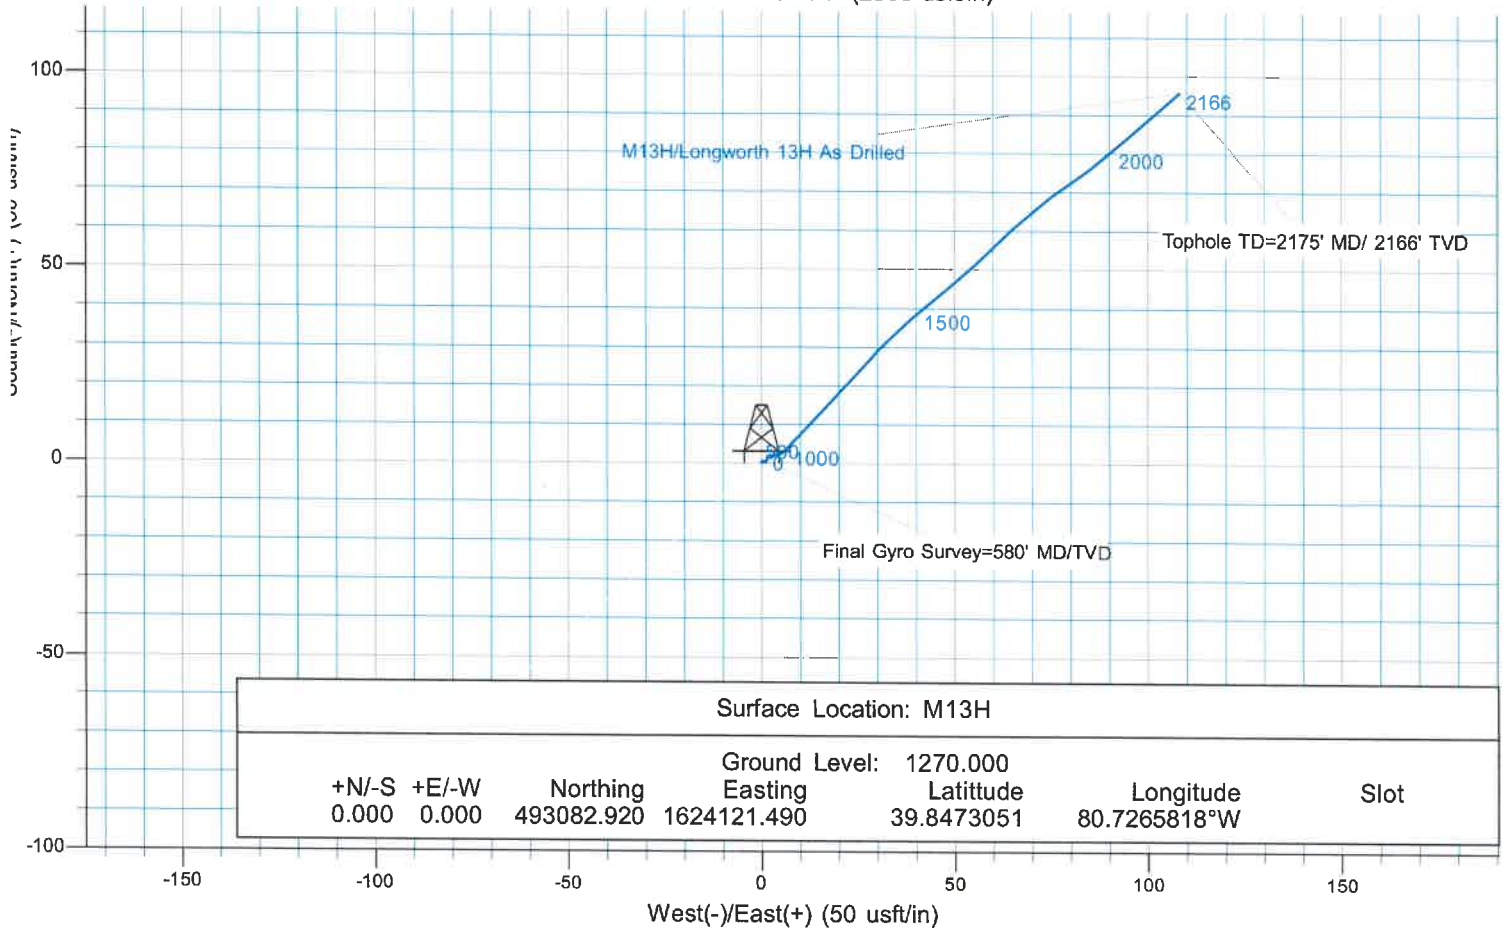 100
2166
M13H/Longworth 13H As Drilled
2000
Tophole TD=2175' MD/ 2166' TVD
50
1500
0
0
1000
Final Gyro Survey=580' MD/TVD
-50
Surface Location: M13H
Ground Level: 1270.000
+N/-S +E/-W Northing Easting Latittude Longitude Slot
0.000 0.000 493082.920 1624121.490 39.8473051 80.7265818°W
-100
-150 -100 -50 0 50 100 150
West(-)/East(+) (50 usft/in)